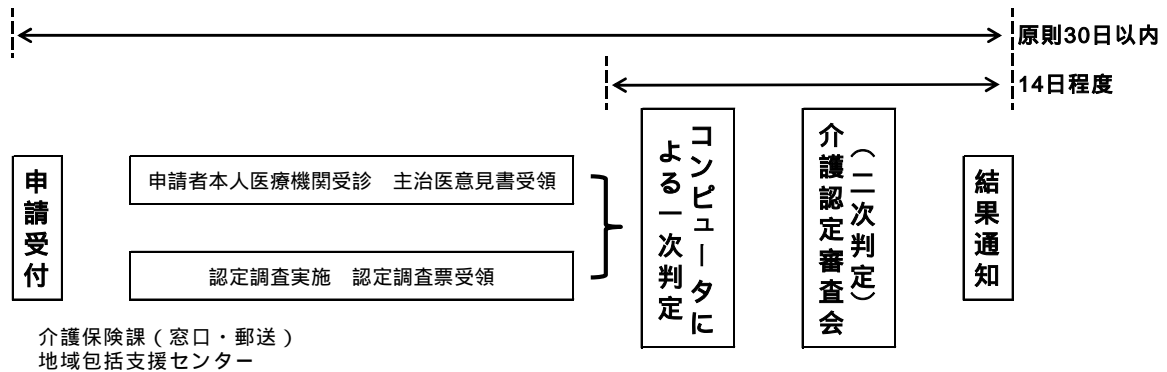 原則30日以内
14日程度
申請受付
申請者本人医療機関受診　主治医意見書受領
認定調査実施　認定調査票受領
コンピュータに
よる一次判定
介護認定審査会
（二次判定）
結果通知
介護保険課（窓口・郵送）
地域包括支援センター